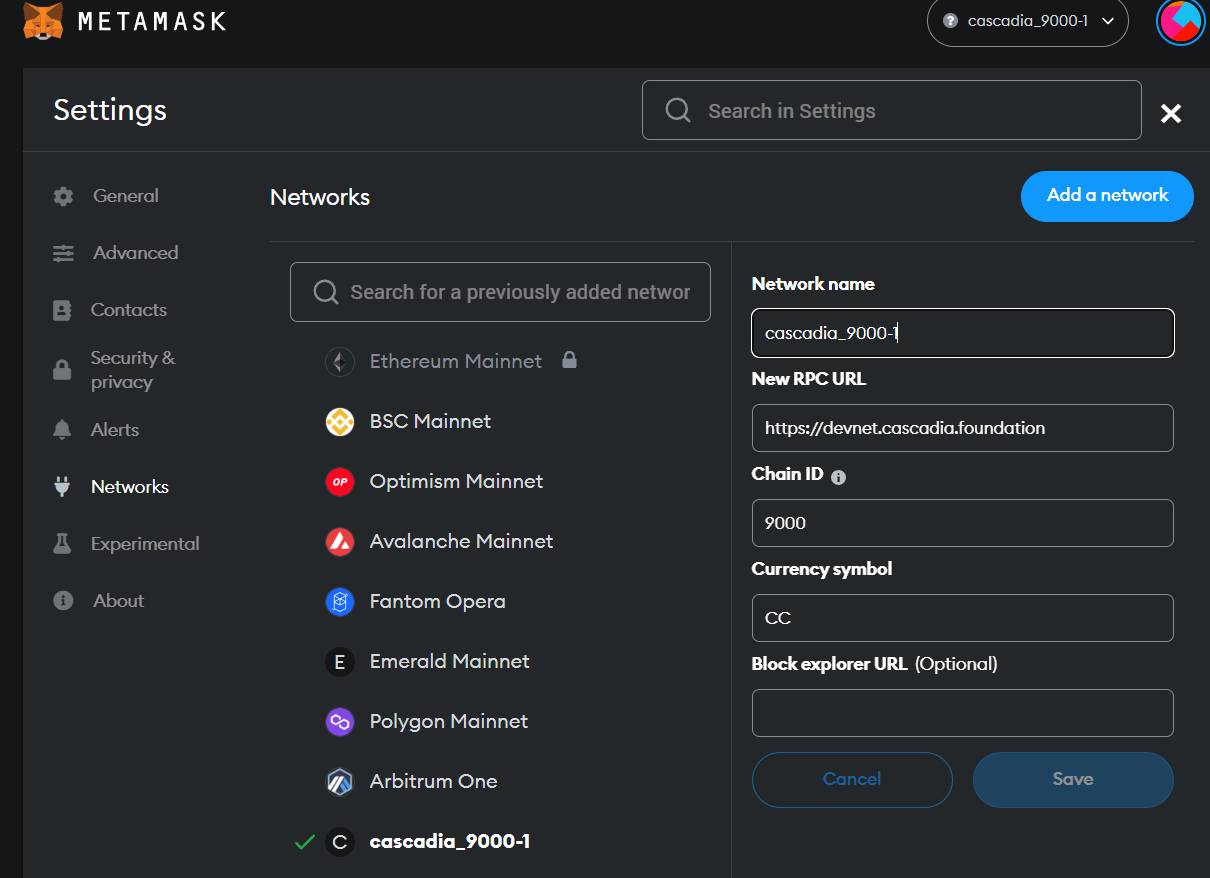 METAMASK
cascadia_9000-1
Settings
Search in Settings
General
Advanced
Contacts
Security &
privacy
Alerts
Networks
Experimental
About
Networks
Add a network
Search for a previously added networ
Ethereum Mainnet
BSC Mainnet
OP Optimism Mainnet
Avalanche Mainnet
Fantom Opera
E Emerald Mainnet
Polygon Mainnet
Arbitrum One
C cascadia_9000-1
Network name
cascadia_9000-1
New RPC URL
https://devnet.cascadia.foundation
Chain ID
9000
Currency symbol
CC
Block explorer URL (Optional)
Cancel
Save